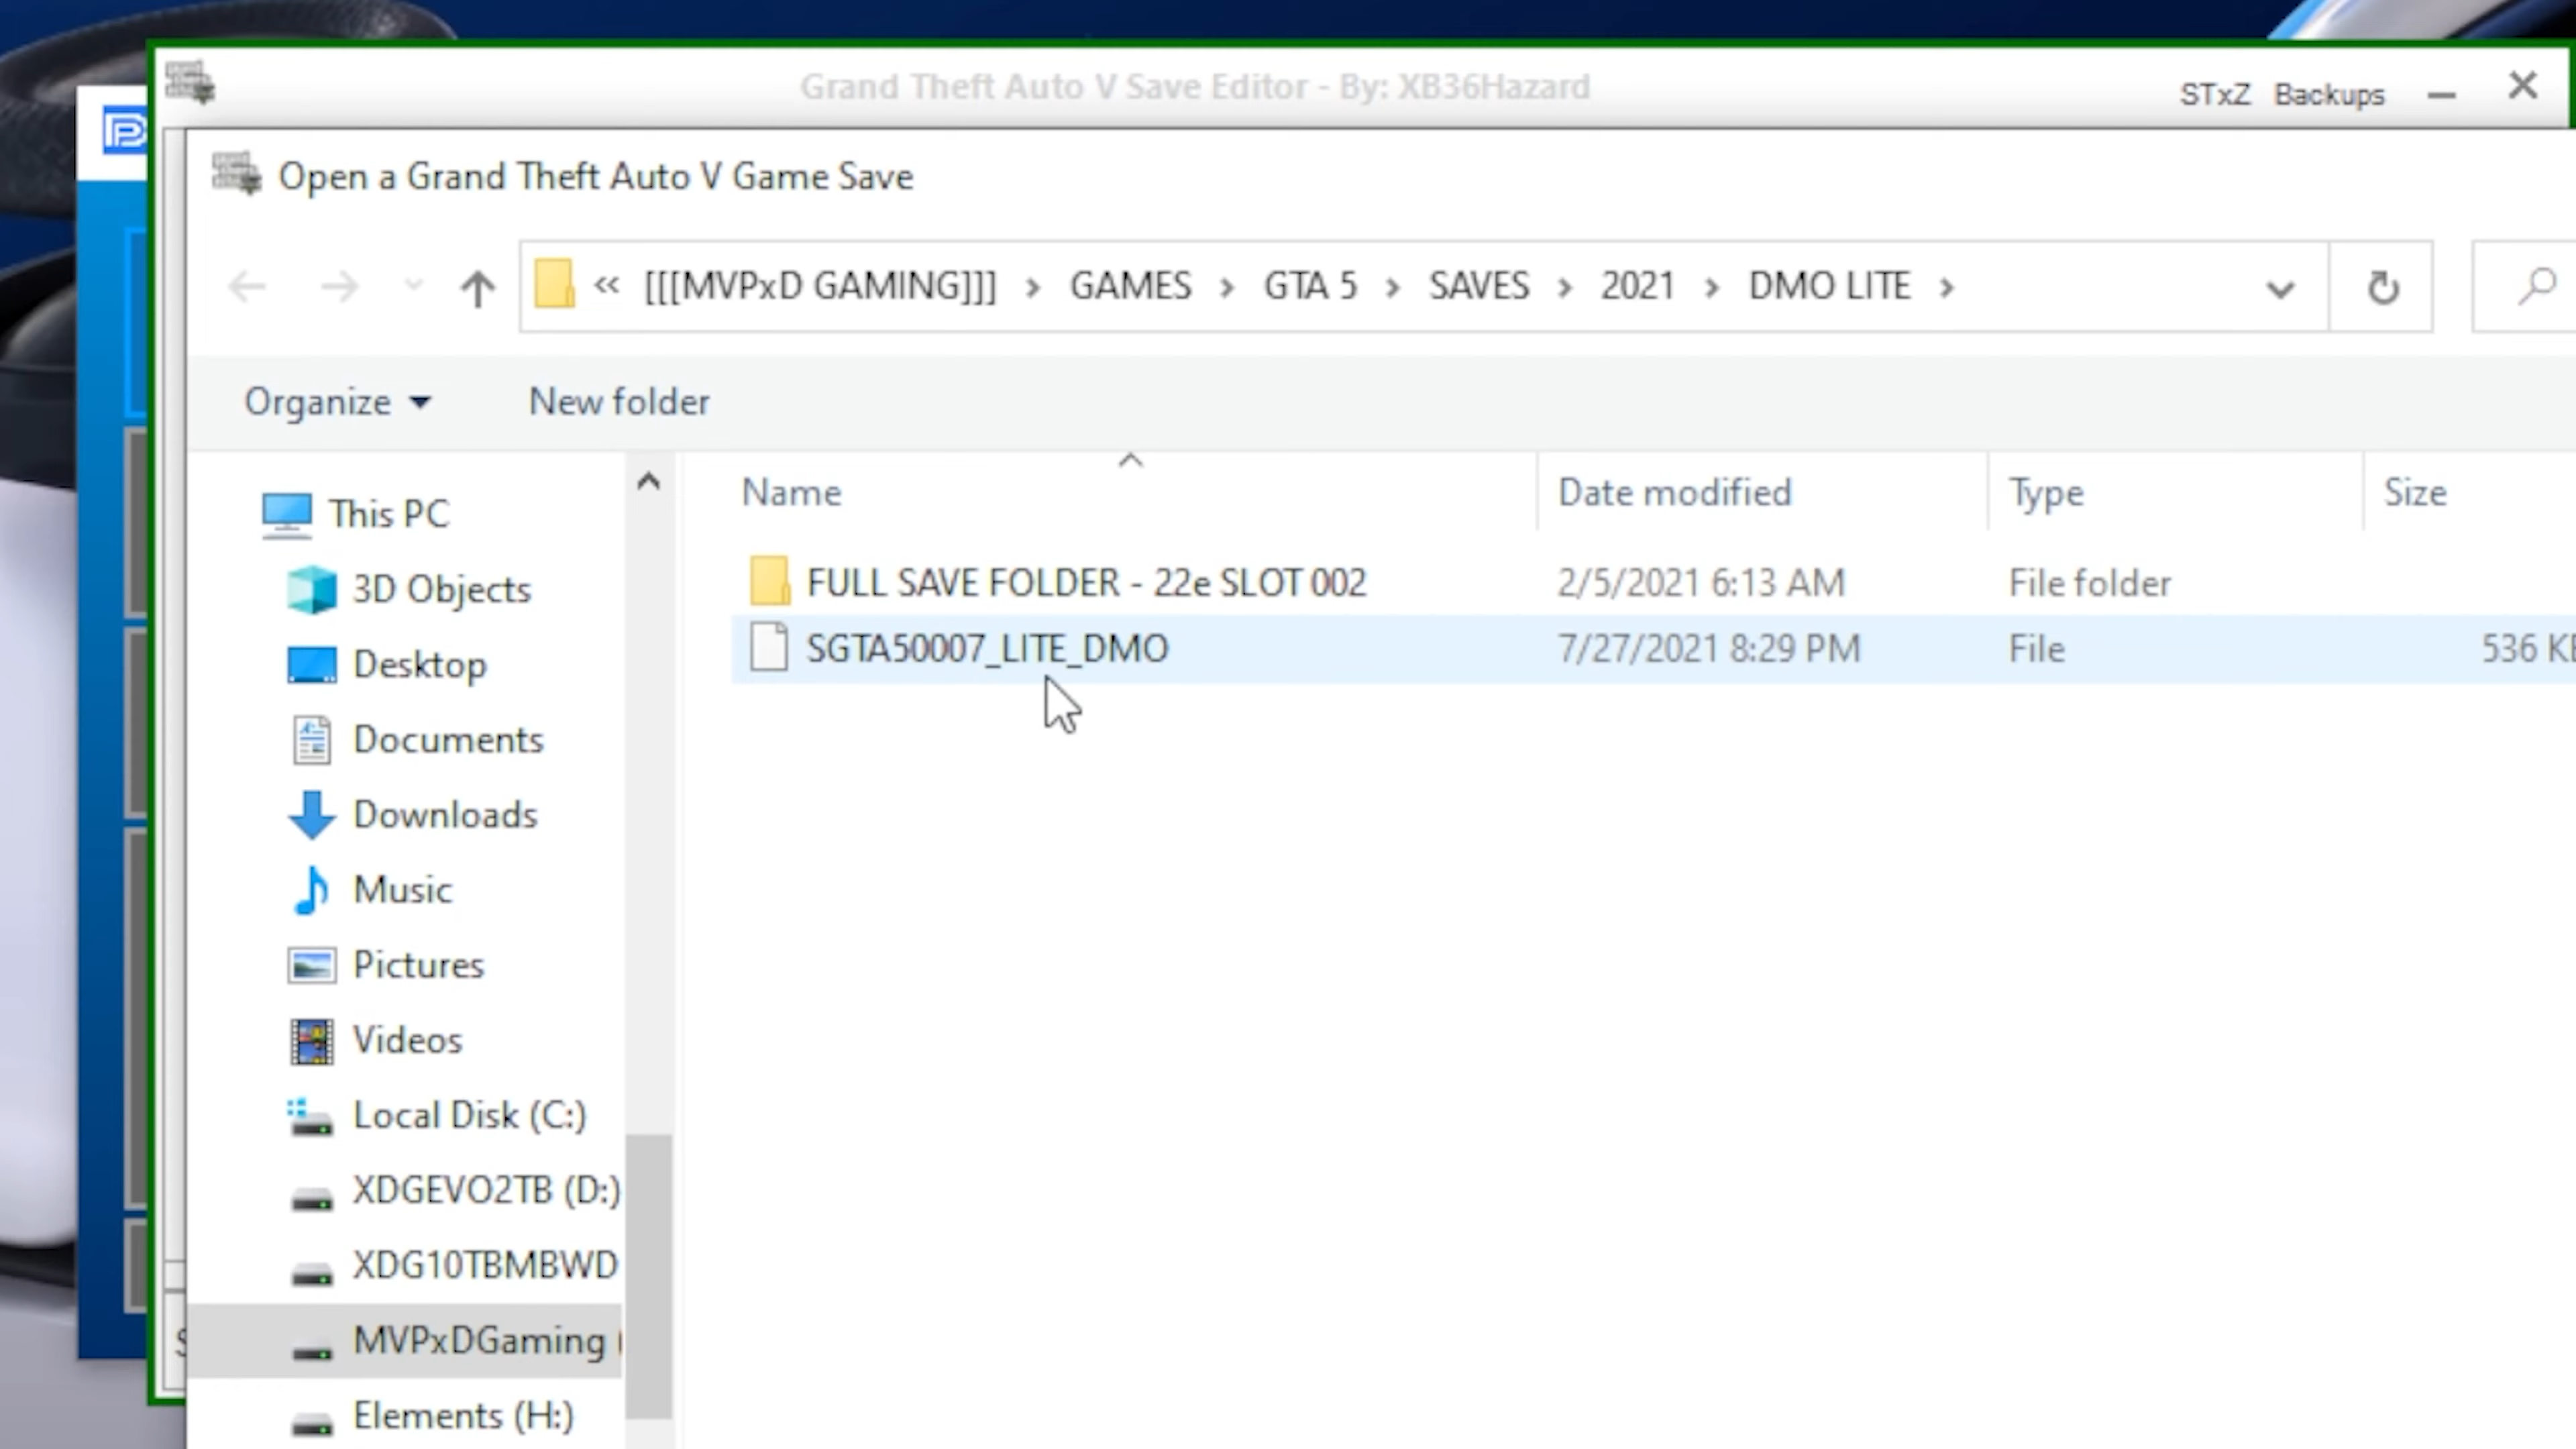 Grand Theft Auto V Save Editor - By: XB36Hazard
STxZ Backups
Open a Grand Theft Auto V Game Save
« [[[MVPxD GAMING]]] › GAMES › GTA 5 › SAVES › 2021 › DMO LITE ›
Organize New folder
Name Date modified Type Size
FULL SAVE FOLDER - 22e SLOT 002 2/5/2021 6:13 AM File folder
SGTA50007_LITE_DMO 7/27/2021 8:29 PM File 536 KB
This PC
3D Objects
Desktop
Documents
Downloads
Music
Pictures
Videos
Local Disk (C:)
XDGEVO2TB (D:)
XDG10TBMBWD
MVPxDGaming (
Elements (H:)